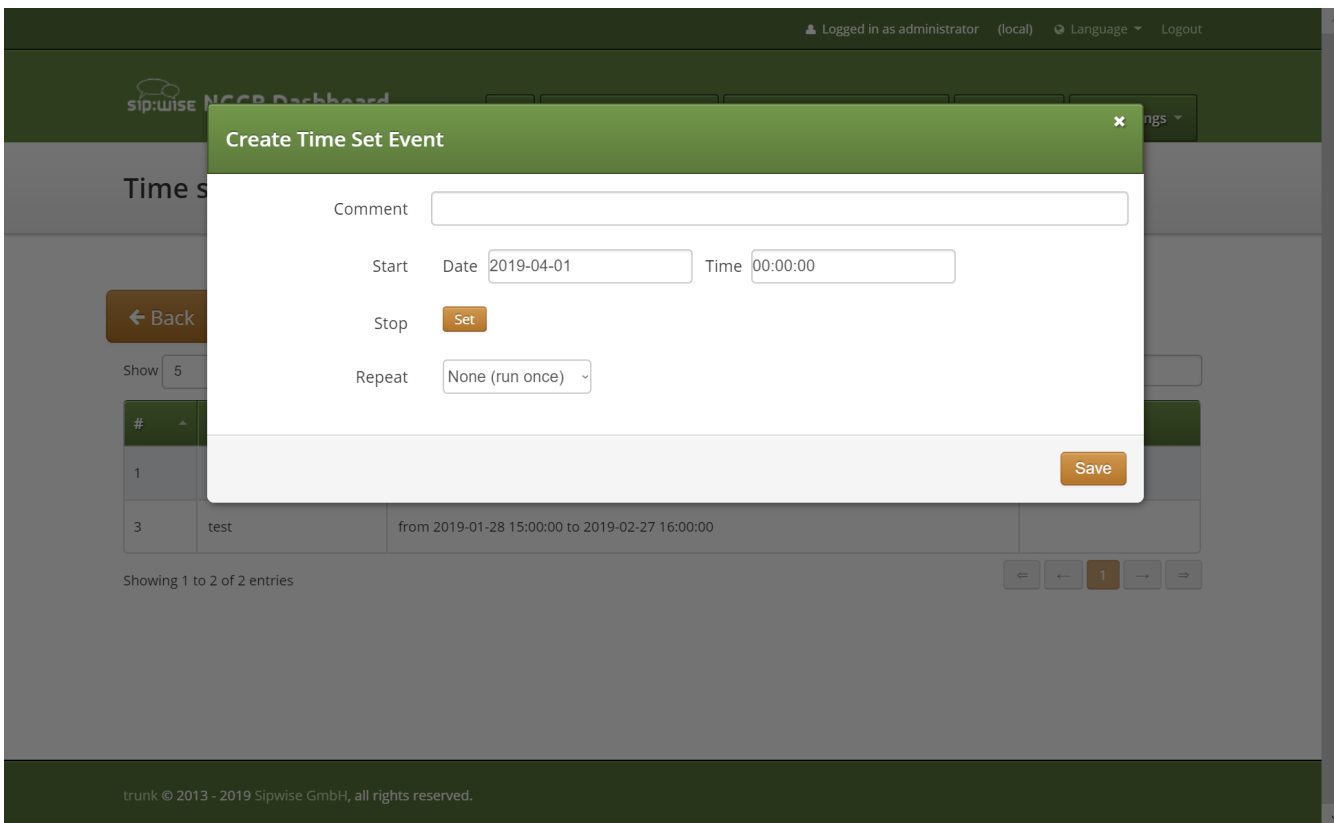 Logged in as administrator (local) Language Logout
sip:wise NGCP Dashboard
ngs
Create Time Set Event
Time s
Comment
Start Date 2019-04-01 Time 00:00:00
Back
Stop Set
Show 5
Repeat None (run once)
#
1
Save
3 test from 2019-01-28 15:00:00 to 2019-02-27 16:00:00
Showing 1 to 2 of 2 entries
⇐ ← 1 → ⇒
trunk © 2013 - 2019 Sipwise GmbH, all rights reserved.